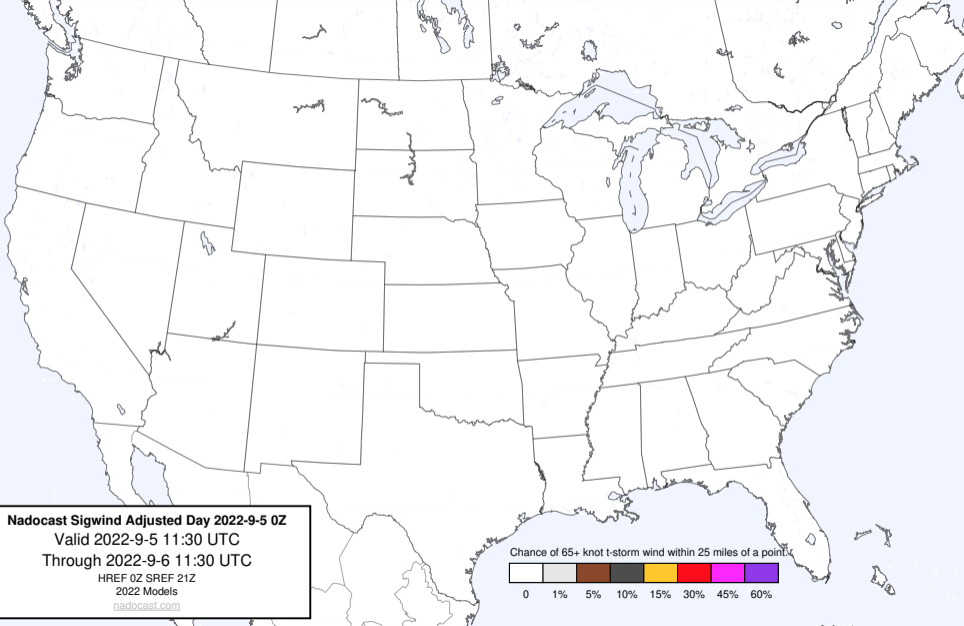 Nadocast Sigwind Adjusted Day 2022-9-5 0Z
Valid 2022-9-5 11:30 UTC
Through 2022-9-6 11:30 UTC
HREF 0Z SREF 21Z
2022 Models
nadocast.com
Chance of 65+ knot t-storm wind within 25 miles of a point.
0 1% 5% 10% 15% 30% 45% 60%